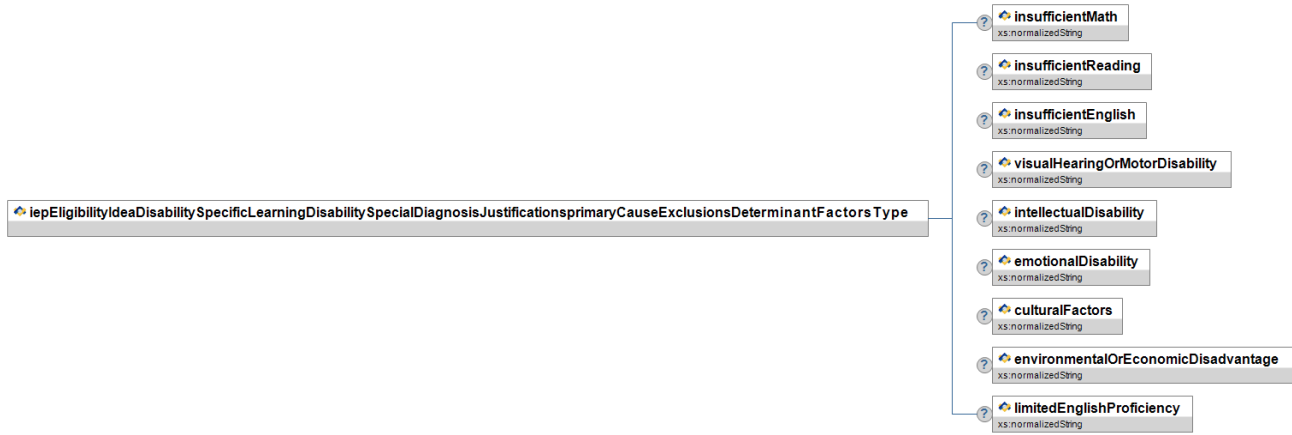 ? insufficientMath
xs:normalizedString
? insufficientReading
xs:normalizedString
? insufficientEnglish
xs:normalizedString
? visualHearingOrMotorDisability
xs:normalizedString
iepEligibilityIdeaDisabilitySpecificLearningDisabilitySpecialDiagnosisJustificationsprimaryCauseExclusionsDeterminantFactorsType
? intellectualDisability
xs:normalizedString
? emotionalDisability
xs:normalizedString
? culturalFactors
xs:normalizedString
? environmentalOrEconomicDisadvantage
xs:normalizedString
? limitedEnglishProficiency
xs:normalizedString